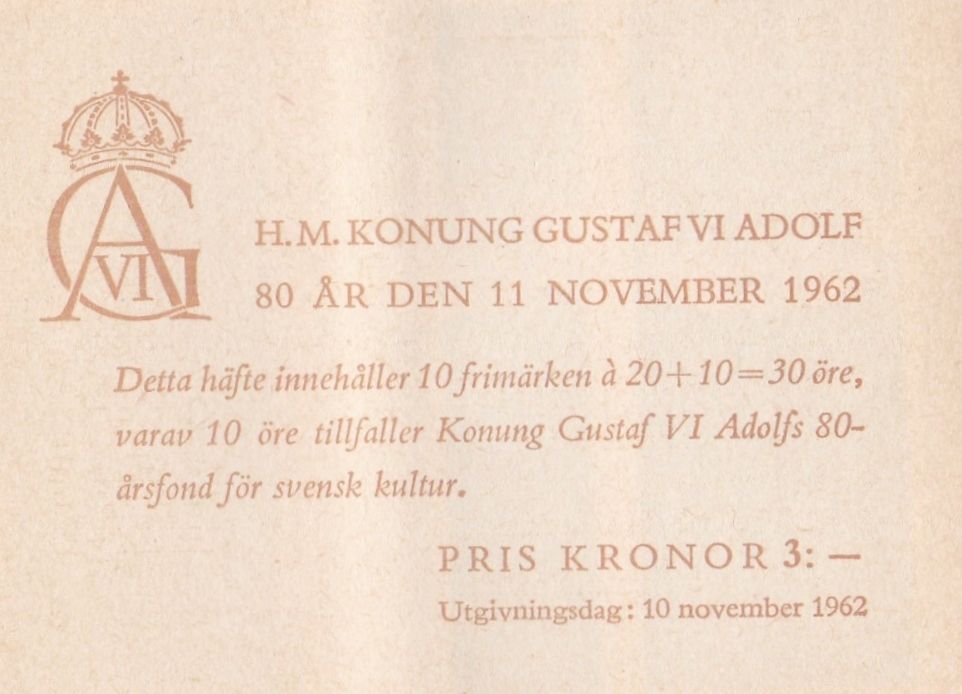 GA
VI
H. M. KONUNG GUSTAF VI ADOLF
80 ÅR DEN 11 NOVEMBER 1962
Detta häfte innehåller 10 frimärken à 20+10=30 öre,
varav 10 öre tillfaller Konung Gustaf VI Adolfs 80-
årsfond för svensk kultur.
PRIS KRONOR 3: —
Utgivningsdag: 10 november 1962